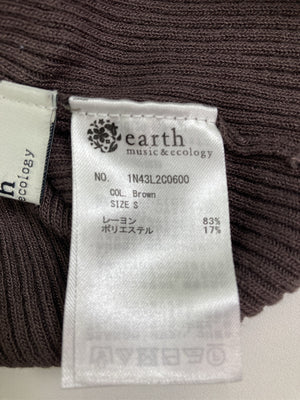 earth
music&ecology
NO. 1N43L2C0600
COL. Brown
SIZE S
レーヨン 83%
ポリエステル 17%
h
ecology